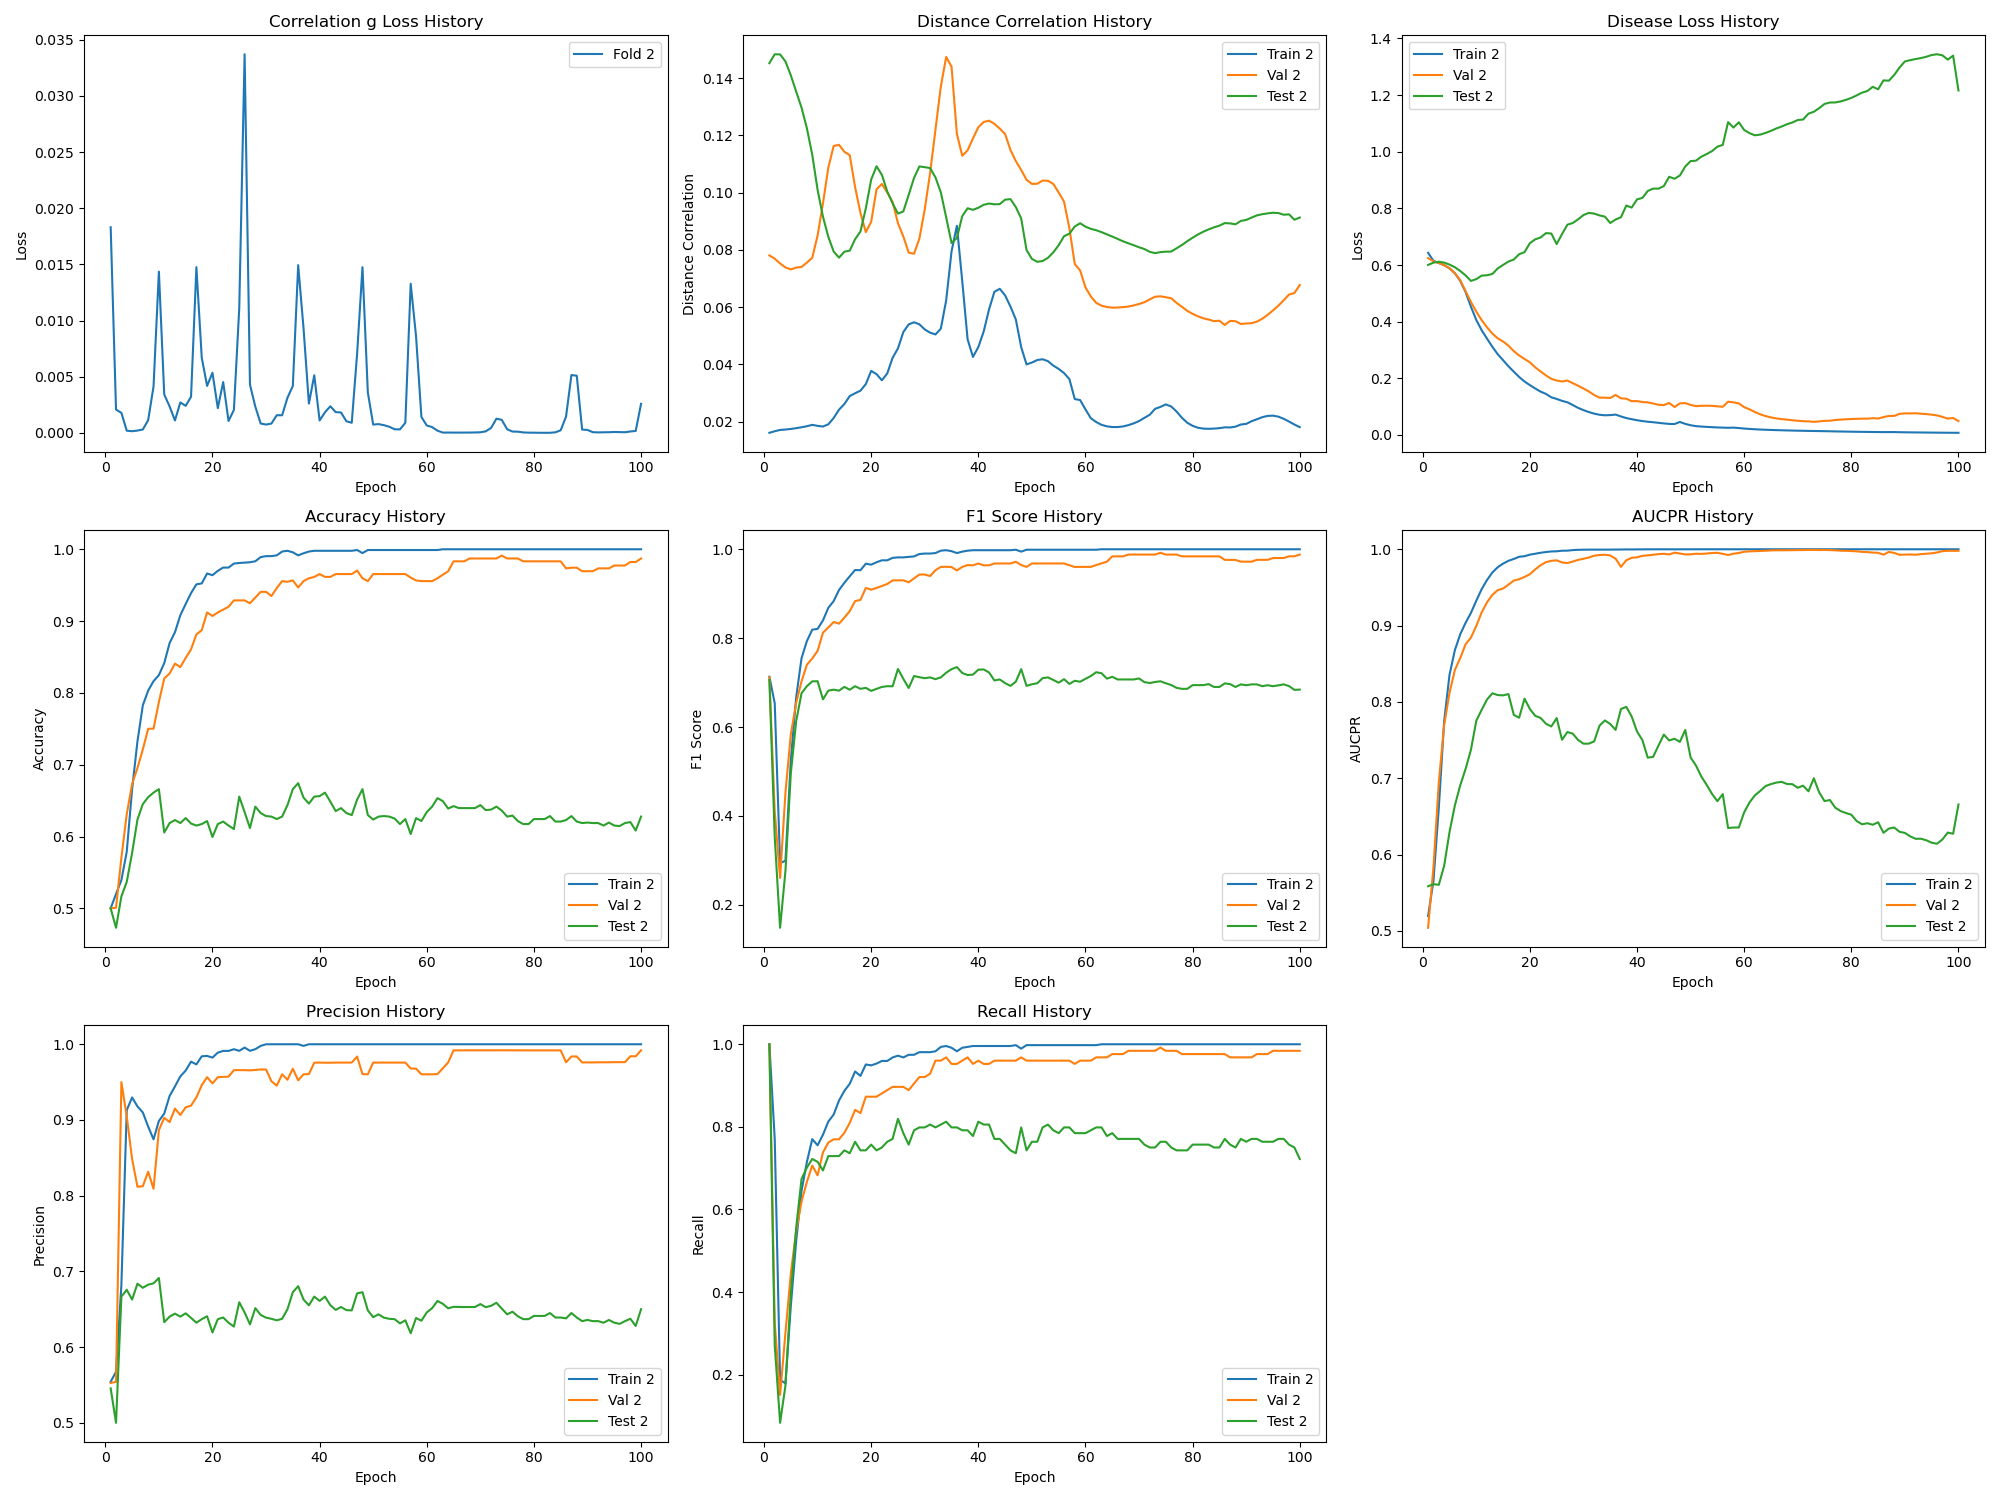 Correlation g Loss History
Loss
0.035
0.030
0.025
0.020
0.015
0.010
0.005
0.000
0 20 40 60 80 100
Epoch
Fold 2
Distance Correlation History
Distance Correlation
0.14
0.12
0.10
0.08
0.06
0.04
0.02
0 20 40 60 80 100
Epoch
Train 2
Val 2
Test 2
Disease Loss History
Loss
1.4
1.2
1.0
0.8
0.6
0.4
0.2
0.0
0 20 40 60 80 100
Epoch
Train 2
Val 2
Test 2
Accuracy History
Accuracy
1.0
0.9
0.8
0.7
0.6
0.5
0 20 40 60 80 100
Epoch
Train 2
Val 2
Test 2
F1 Score History
F1 Score
1.0
0.8
0.6
0.4
0.2
0 20 40 60 80 100
Epoch
Train 2
Val 2
Test 2
AUCPR History
AUCPR
1.0
0.9
0.8
0.7
0.6
0.5
0 20 40 60 80 100
Epoch
Train 2
Val 2
Test 2
Precision History
Precision
1.0
0.9
0.8
0.7
0.6
0.5
0 20 40 60 80 100
Epoch
Train 2
Val 2
Test 2
Recall History
Recall
1.0
0.8
0.6
0.4
0.2
0 20 40 60 80 100
Epoch
Train 2
Val 2
Test 2